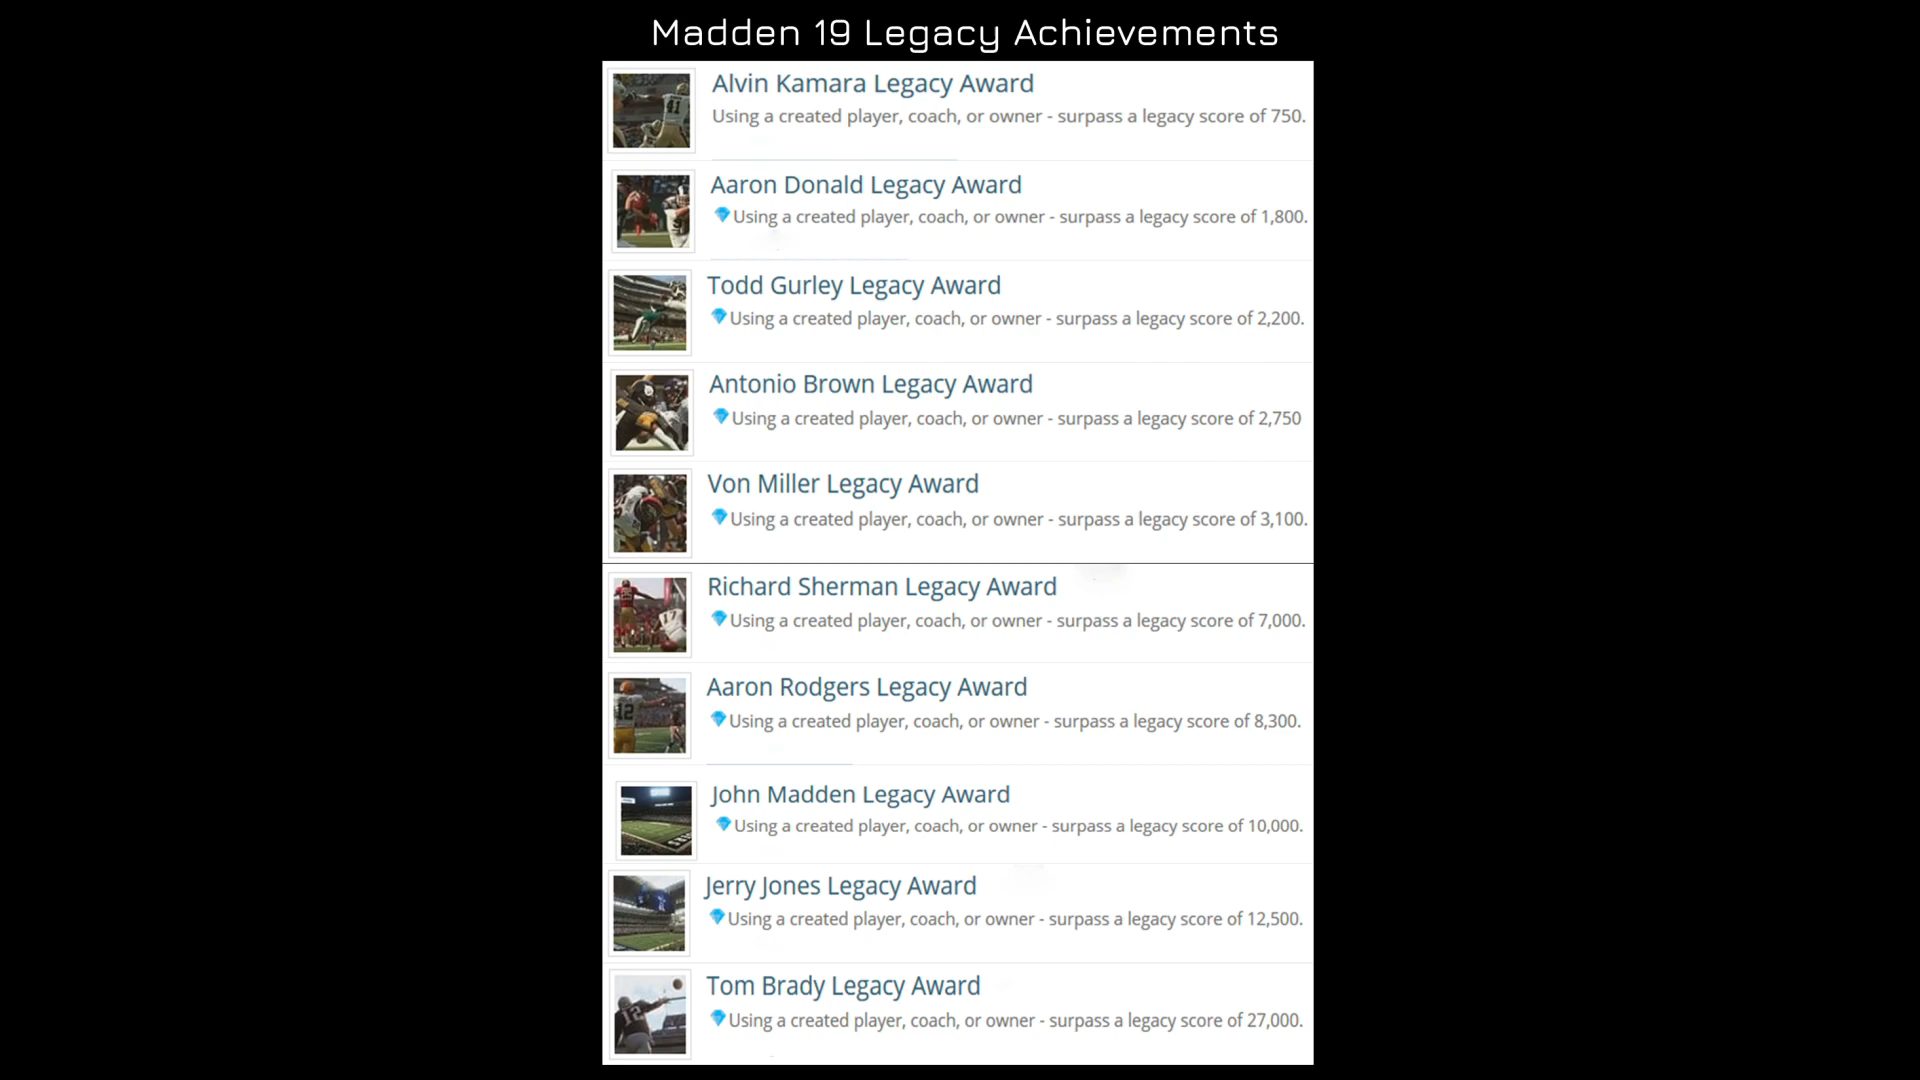 Madden 19 Legacy Achievements
Alvin Kamara Legacy Award
Using a created player, coach, or owner - surpass a legacy score of 750.
Aaron Donald Legacy Award
Using a created player, coach, or owner - surpass a legacy score of 1,800.
Todd Gurley Legacy Award
Using a created player, coach, or owner - surpass a legacy score of 2,200.
Antonio Brown Legacy Award
Using a created player, coach, or owner - surpass a legacy score of 2,750
Von Miller Legacy Award
Using a created player, coach, or owner - surpass a legacy score of 3,100.
Richard Sherman Legacy Award
Using a created player, coach, or owner - surpass a legacy score of 7,000.
Aaron Rodgers Legacy Award
Using a created player, coach, or owner - surpass a legacy score of 8,300.
John Madden Legacy Award
Using a created player, coach, or owner - surpass a legacy score of 10,000.
Jerry Jones Legacy Award
Using a created player, coach, or owner - surpass a legacy score of 12,500.
Tom Brady Legacy Award
Using a created player, coach, or owner - surpass a legacy score of 27,000.
41
17
12
12